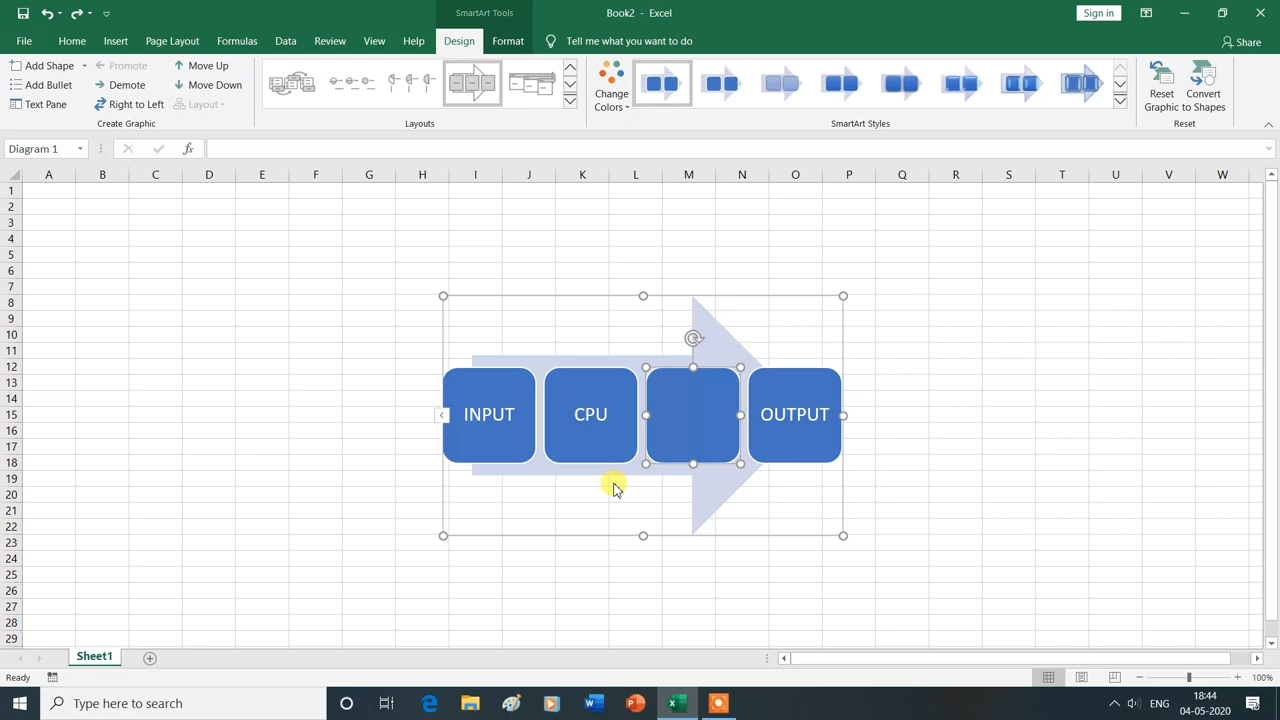 SmartArt Tools
Book2 - Excel
Sign in
File
Home
Insert
Page Layout
Formulas
Data
Review
View
Help
Design
Format
Tell me what you want to do
Share
Add Shape
Promote
Move Up
Add Bullet
Demote
Move Down
Text Pane
Right to Left
Layout
Create Graphic
Layouts
Change
Colors
SmartArt Styles
Reset
Graphic
Convert
to Shapes
Reset
Diagram 1
fx
A B C D E F G H I J K L M N O P Q R S T U V W
1
2
3
4
5
6
7
8
9
10
11
12
13
14
15
16
17
18
19
20
21
22
23
24
25
26
27
28
29
INPUT
CPU
OUTPUT
Sheet1
Ready
100%
Type here to search
ENG
18:44
04-05-2020